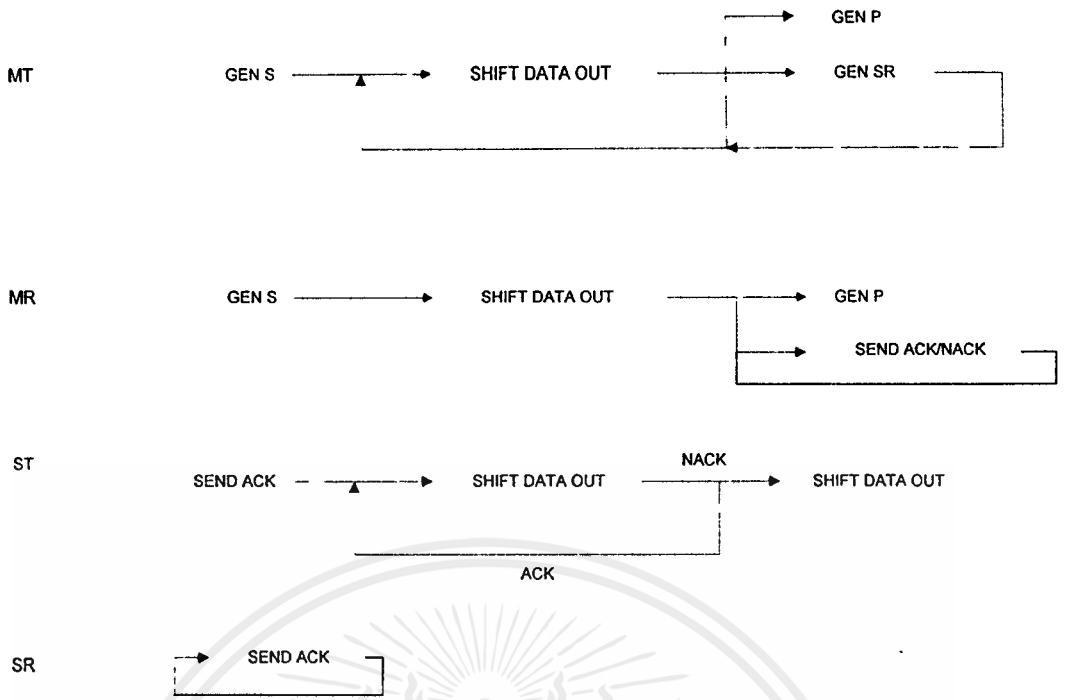 GEN P
MT GEN S SHIFT DATA OUT GEN SR
MR GEN S SHIFT DATA OUT GEN P
SEND ACK/NACK
ST
NACK
SEND ACK SHIFT DATA OUT SHIFT DATA OUT
ACK
SR SEND ACK